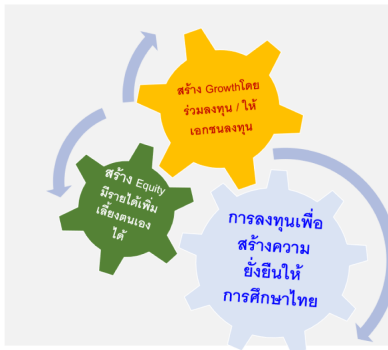 สร้าง Growthโดย
ร่วมลงทุน / ให้
เอกชนลงทุน
สร้าง Equity
มีรายได้เพิ่ม
เลี้ยงตนเอง
ได้
การลงทุนเพื่อ
สร้างความ
ยั่งยืนให้
การศึกษาไทย